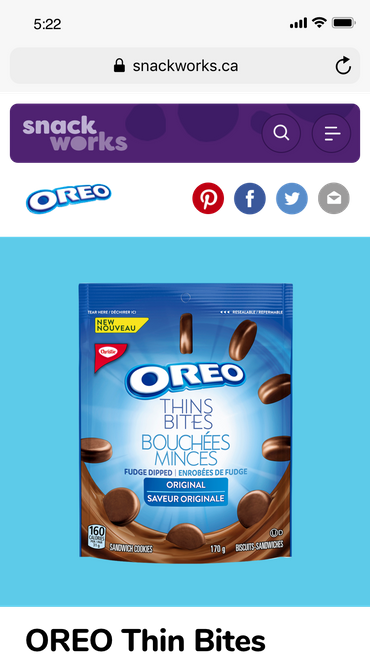 5:22
snackworks.ca
snack
works
OREO
TEAR HERE / DÉCHIRER ICI
RESEALABLE / REFERMABLE
NEW
NOUVEAU
Christie
OREO
THINS
BITES
BOUCHÉES
MINCES
FUDGE DIPPED | ENROBÉES DE FUDGE
ORIGINAL
SAVEUR ORIGINALE
160
CALORIES
SANDWICH COOKIES
170 g
BISCUITS-SANDWICHES
OREO Thin Bites